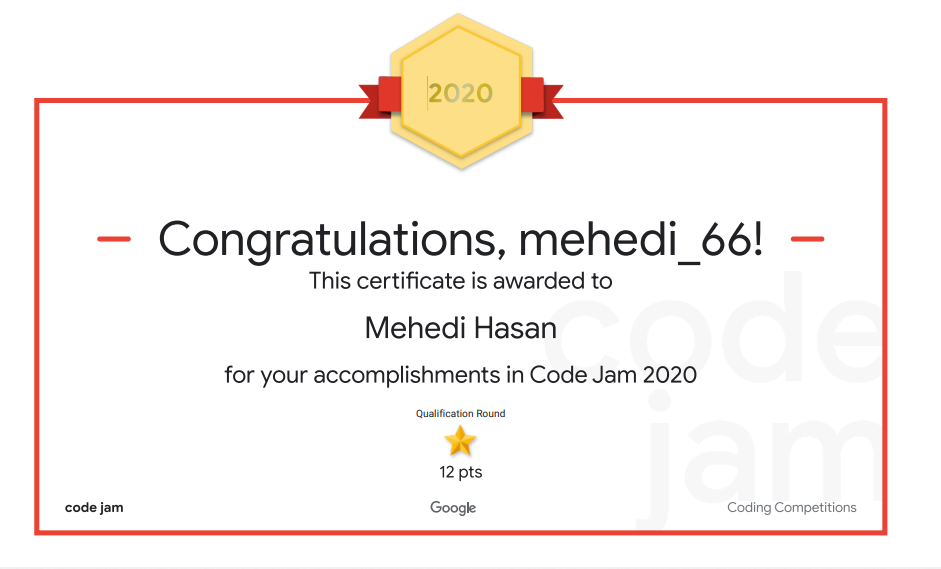 2020
Congratulations, mehedi_66!
This certificate is awarded to
Mehedi Hasan
for your accomplishments in Code Jam 2020
Qualification Round
12 pts
code jam
Google
Coding Competitions
code
jam